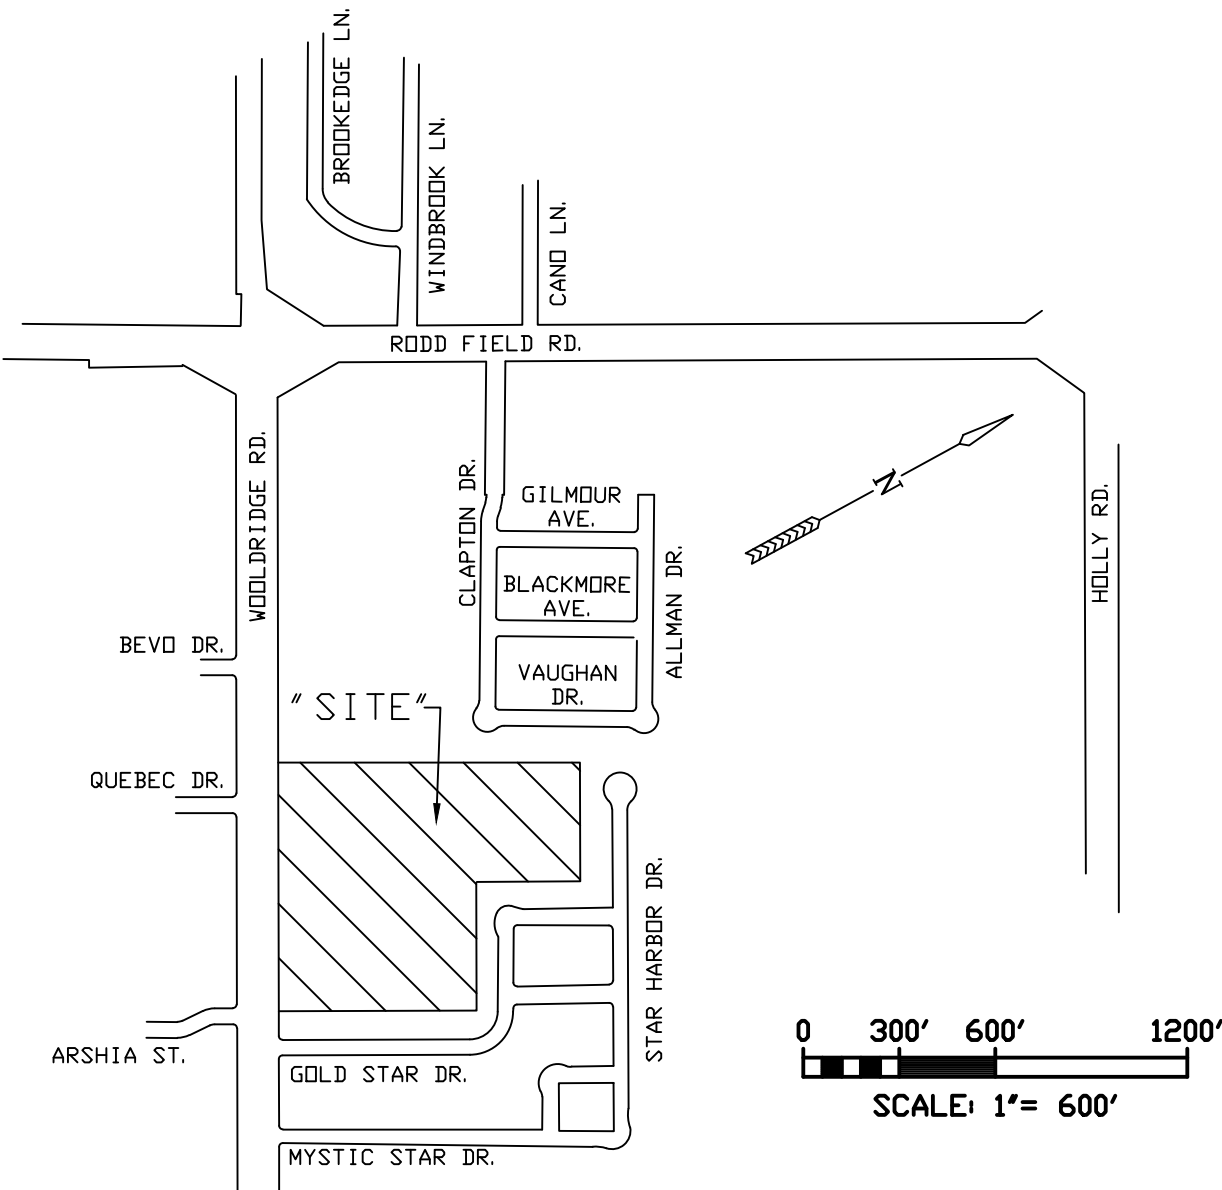 BROOKEDGE LN.
WINDBROOK LN.
CANO LN.
RODD FIELD RD.
WOOLDRIDGE RD.
CLAPTON DR.
GILMOUR
AVE.
N
HOLLY RD.
BLACKMORE
AVE.
ALLMAN DR.
BEVO DR.
VAUGHAN
DR.
"SITE"
QUEBEC DR.
STAR HARBOR DR.
ARSHIA ST.
GOLD STAR DR.
MYSTIC STAR DR.
0 300' 600' 1200'
SCALE: 1"= 600'